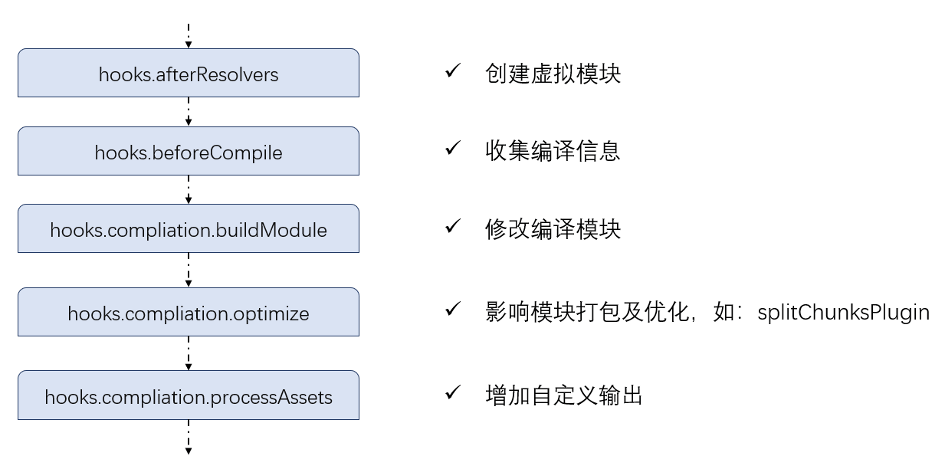 hooks.afterResolvers
✓ 创建虚拟模块
hooks.beforeCompile
✓ 收集编译信息
hooks.compliation.buildModule
✓ 修改编译模块
hooks.compliation.optimize
✓ 影响模块打包及优化，如：splitChunksPlugin
hooks.compliation.processAssets
✓ 增加自定义输出